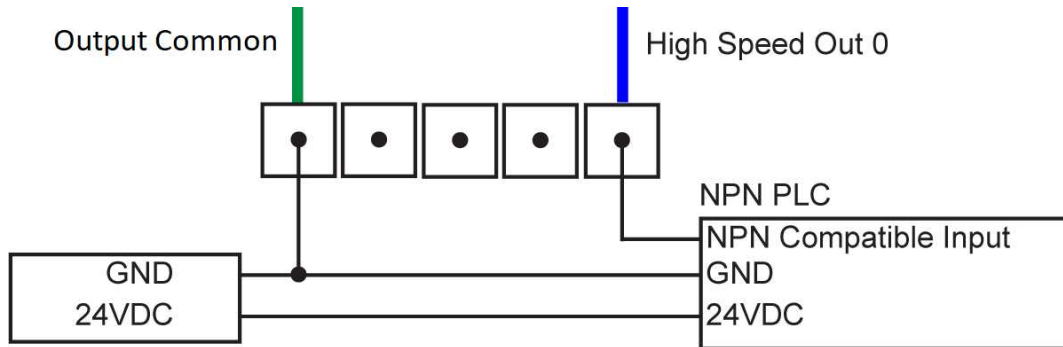 Output Common
High Speed Out 0
NPN PLC
NPN Compatible Input
GND
GND
24VDC
24VDC